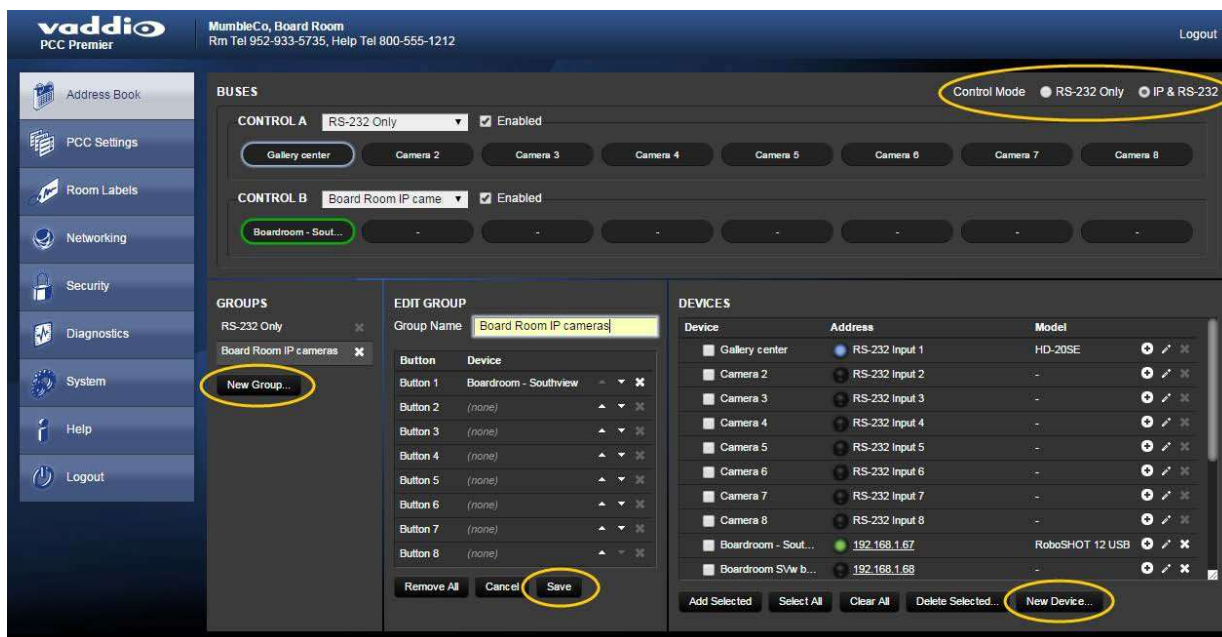 vaddio
PCC Premier
MumbleCo, Board Room
Rm Tel 952-933-5735, Help Tel 800-555-1212
Logout
Address Book
PCC Settings
Room Labels
Networking
Security
Diagnostics
System
Help
Logout
BUSES
Control Mode RS-232 Only IP & RS-232
CONTROL A RS-232 Only Enabled
Gallery center Camera 2 Camera 3 Camera 4 Camera 5 Camera 6 Camera 7 Camera 8
CONTROL B Board Room IP came Enabled
Boardroom - Sout... - - - - - - -
GROUPS
RS-232 Only
Board Room IP cameras
New Group...
EDIT GROUP
Group Name Board Room IP cameras
Button Device
Button 1 Boardroom - Southview
Button 2 (none)
Button 3 (none)
Button 4 (none)
Button 5 (none)
Button 6 (none)
Button 7 (none)
Button 8 (none)
Remove All Cancel Save
DEVICES
Device Address Model
Gallery center RS-232 Input 1 HD-20SE
Camera 2 RS-232 Input 2 -
Camera 3 RS-232 Input 3 -
Camera 4 RS-232 Input 4 -
Camera 5 RS-232 Input 5 -
Camera 6 RS-232 Input 6 -
Camera 7 RS-232 Input 7 -
Camera 8 RS-232 Input 8 -
Boardroom - Sout... 192.168.1.67 RoboSHOT 12 USB
Boardroom SVw b... 192.168.1.68 -
Add Selected Select All Clear All Delete Selected... New Device...